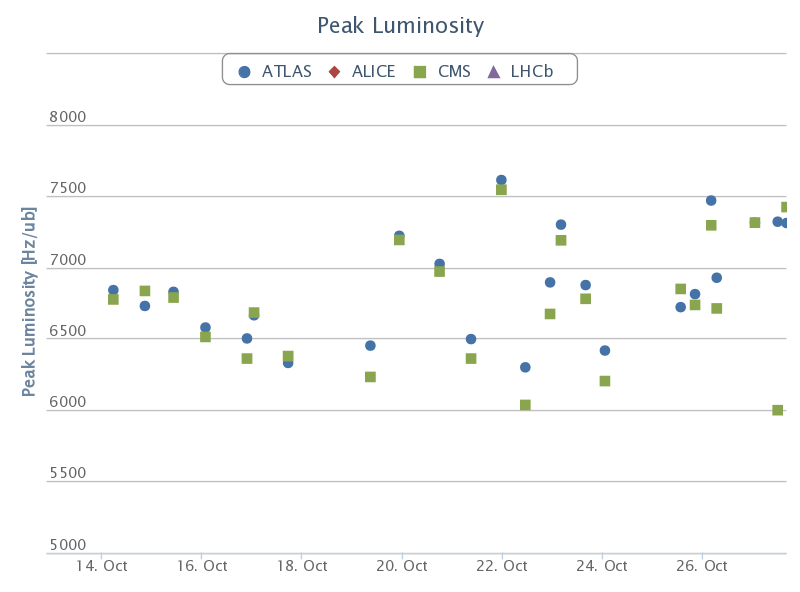 Peak Luminosity
ATLAS ALICE CMS LHCb
Peak Luminosity [Hz/ub]
8000
7500
7000
6500
6000
5500
5000
14. Oct 16. Oct 18. Oct 20. Oct 22. Oct 24. Oct 26. Oct